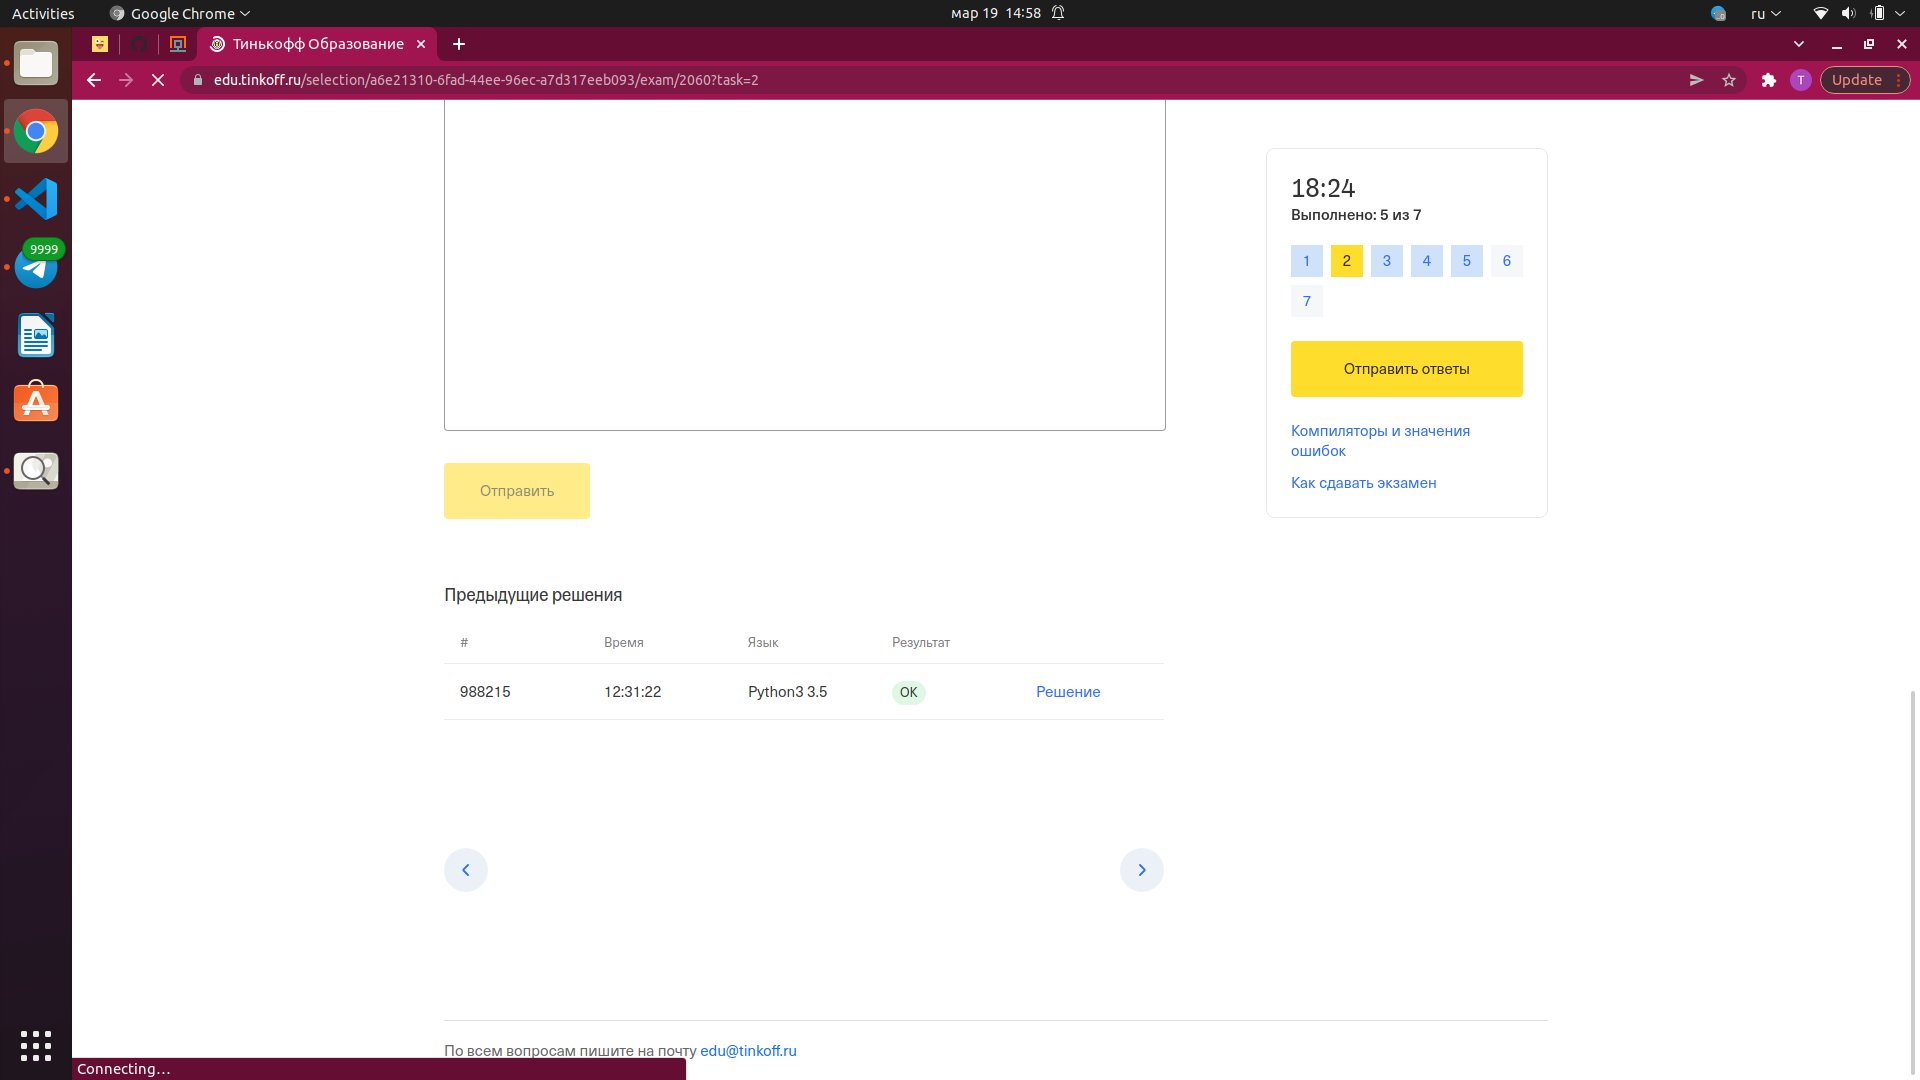 Activities
Google Chrome
мар 19 14:58
ru
Тинькофф Образование
edu.tinkoff.ru/selection/a6e21310-6fad-44ee-96ec-a7d317eeb093/exam/2060?task=2
T
Update
9999
18:24
Выполнено: 5 из 7
1 2 3 4 5 6
7
Отправить ответы
Компиляторы и значения
ошибок
Как сдавать экзамен
Отправить
Предыдущие решения
# Время Язык Результат
988215 12:31:22 Python3 3.5 OK Решение
По всем вопросам пишите на почту edu@tinkoff.ru
Connecting...